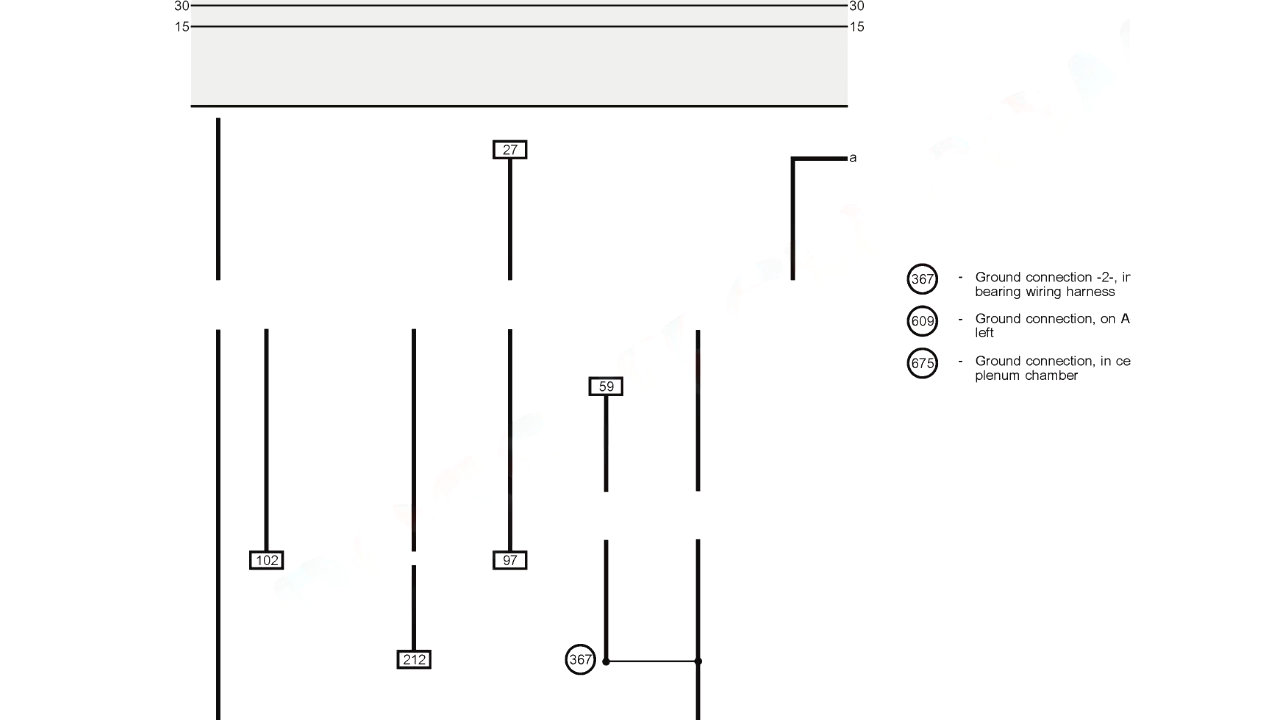 30 30
15 15
27
a
367 - Ground connection -2-, ir
bearing wiring harness
609 - Ground connection, on A
left
675 - Ground connection, in ce
plenum chamber
59
102
97
212
367